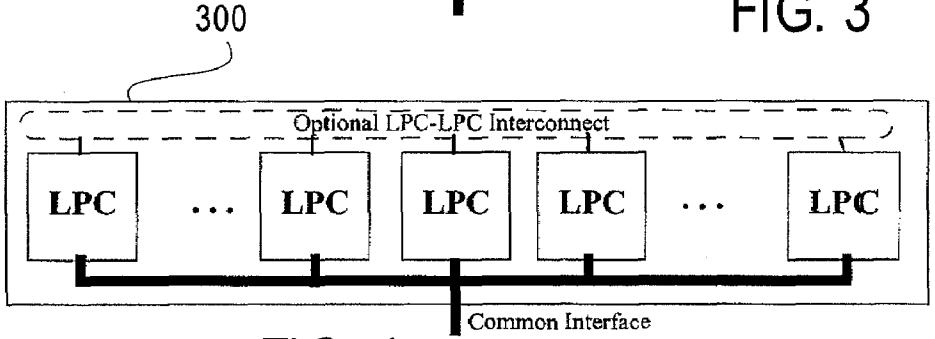 300
FIG. 3
Optional LPC-LPC Interconnect
LPC ... LPC LPC LPC ... LPC
Common Interface